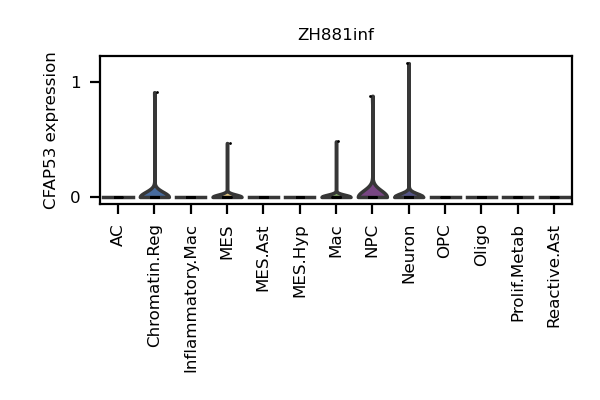 ZH881inf
CFAP53 expression
1
0
AC
Chromatin.Reg
Inflammatory.Mac
MES
MES.Ast
MES.Hyp
Mac
NPC
Neuron
OPC
Oligo
Prolif.Metab
Reactive.Ast